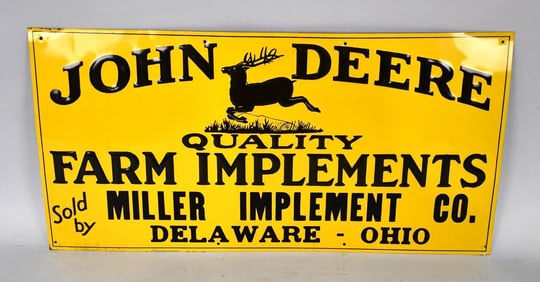 JOHN DEERE
QUALITY
FARM IMPLEMENTS
Sold by MILLER IMPLEMENT CO.
DELAWARE - OHIO